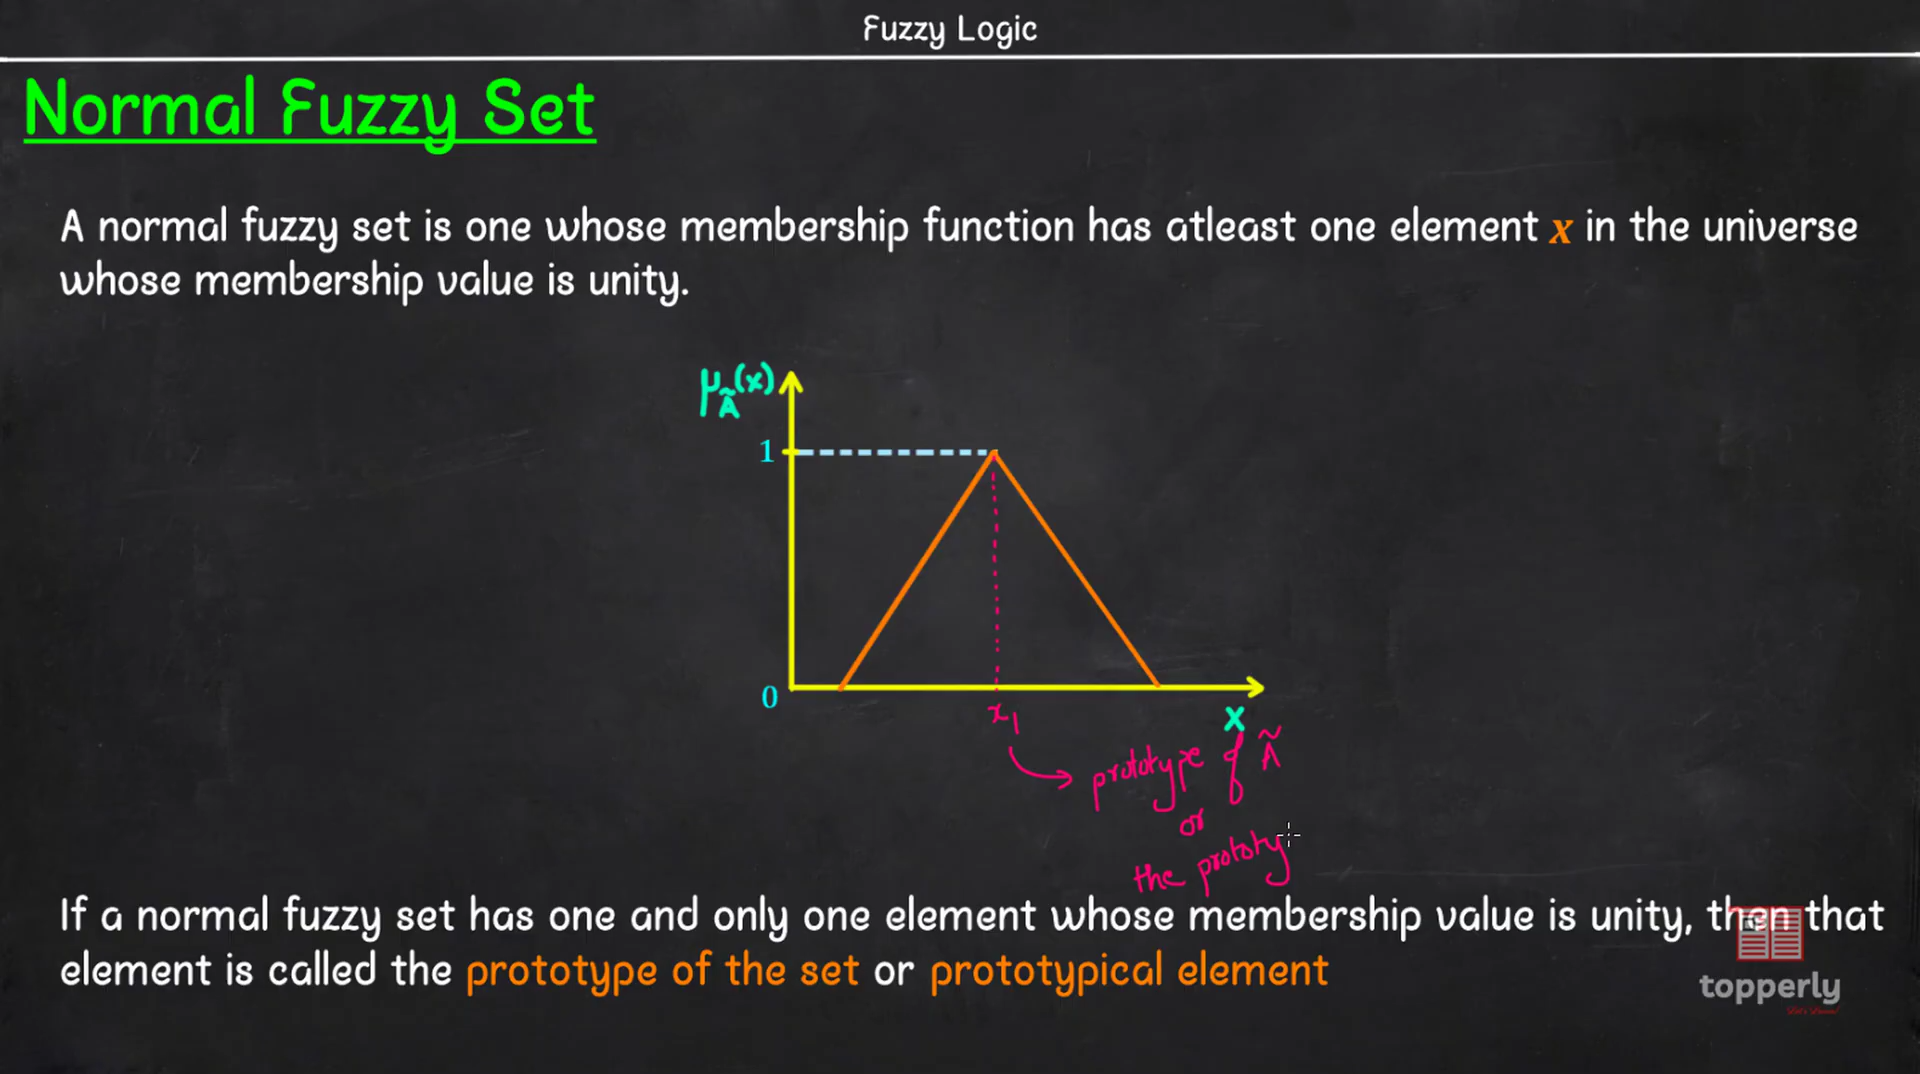 Fuzzy Logic
Normal Fuzzy Set
A normal fuzzy set is one whose membership function has atleast one element x in the universe
whose membership value is unity.
μÃ(x)
1
0
x₁
X
prototype of Ã
or
the prototy
If a normal fuzzy set has one and only one element whose membership value is unity, then that
element is called the prototype of the set or prototypical element
topperly